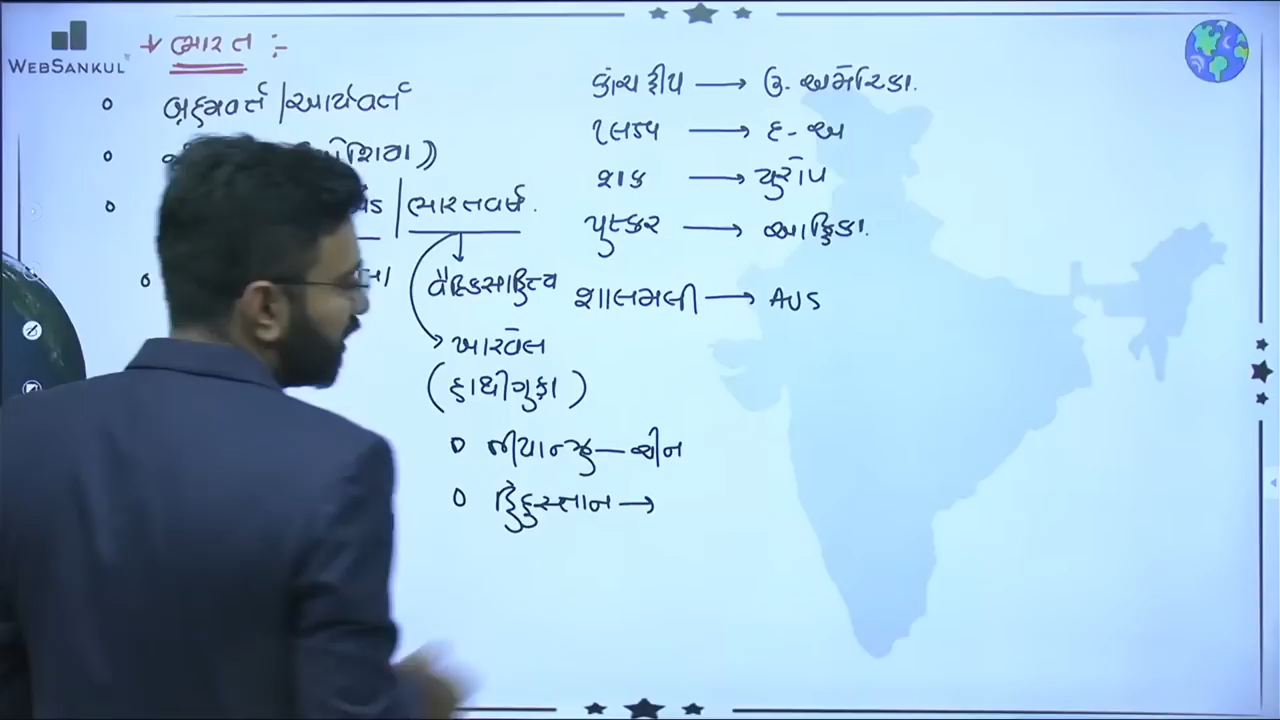 WEBSANKUL
ભારત :-
બ્રહ્મવર્ત / આર્યવર્ત
ભારતવર્ષ.
વૈદિકસાહિત્ય
ખારવેલ
(હાથીગુફા)
જીયાન્ઝુ — ચીન
હિંદુસ્તાન →
ક્રાંચ દ્વીપ → ઉ. અમેરિકા.
પ્લક્ષ → દ - અ
શાક → યુરોપ
પુષ્કર → આફ્રિકા.
શાલમલી → AUS